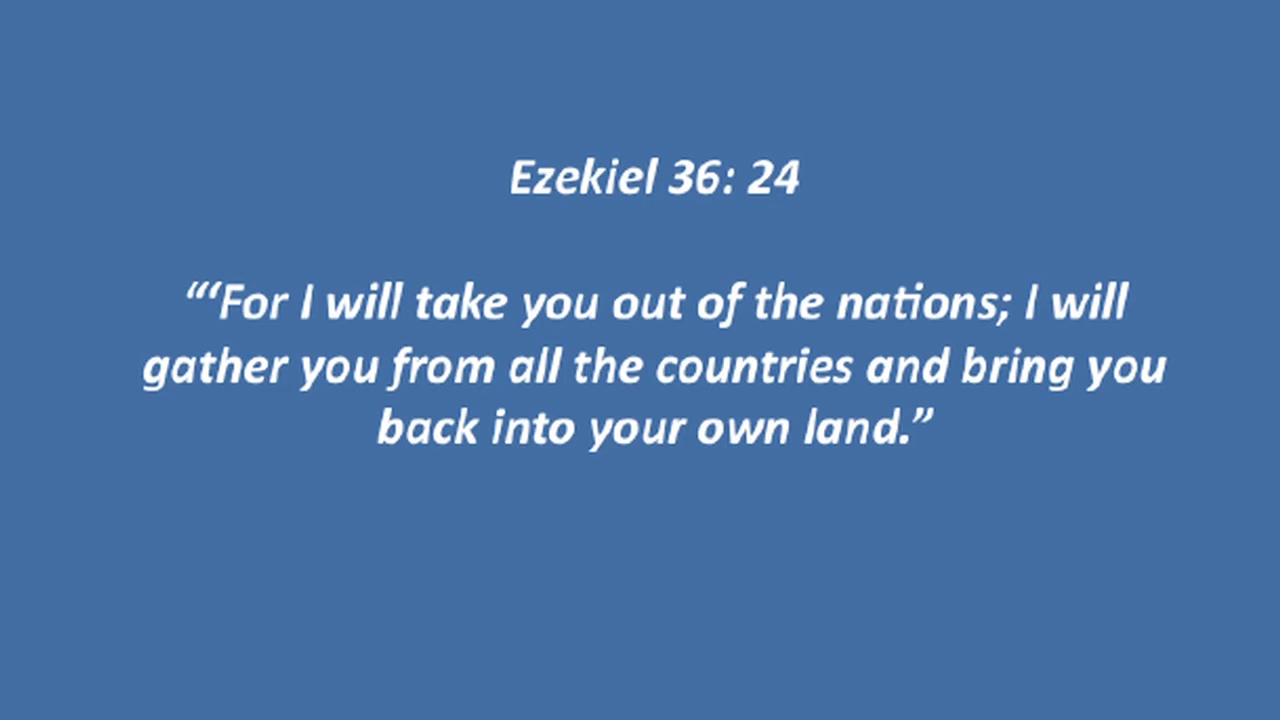 Ezekiel 36: 24
“‘For I will take you out of the nations; I will
gather you from all the countries and bring you
back into your own land.”